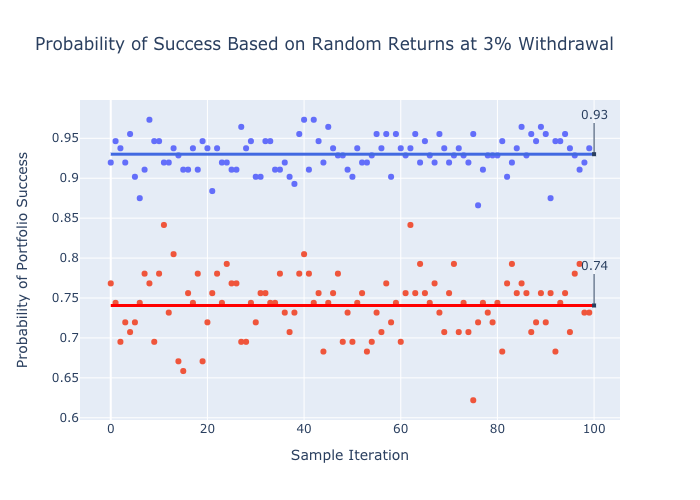 Probability of Success Based on Random Returns at 3% Withdrawal
0.93
0.95
0.9
0.85
0.8
0.74
0.75
0.7
0.65
0.6
Probability of Portfolio Success
0 20 40 60 80 100
Sample Iteration